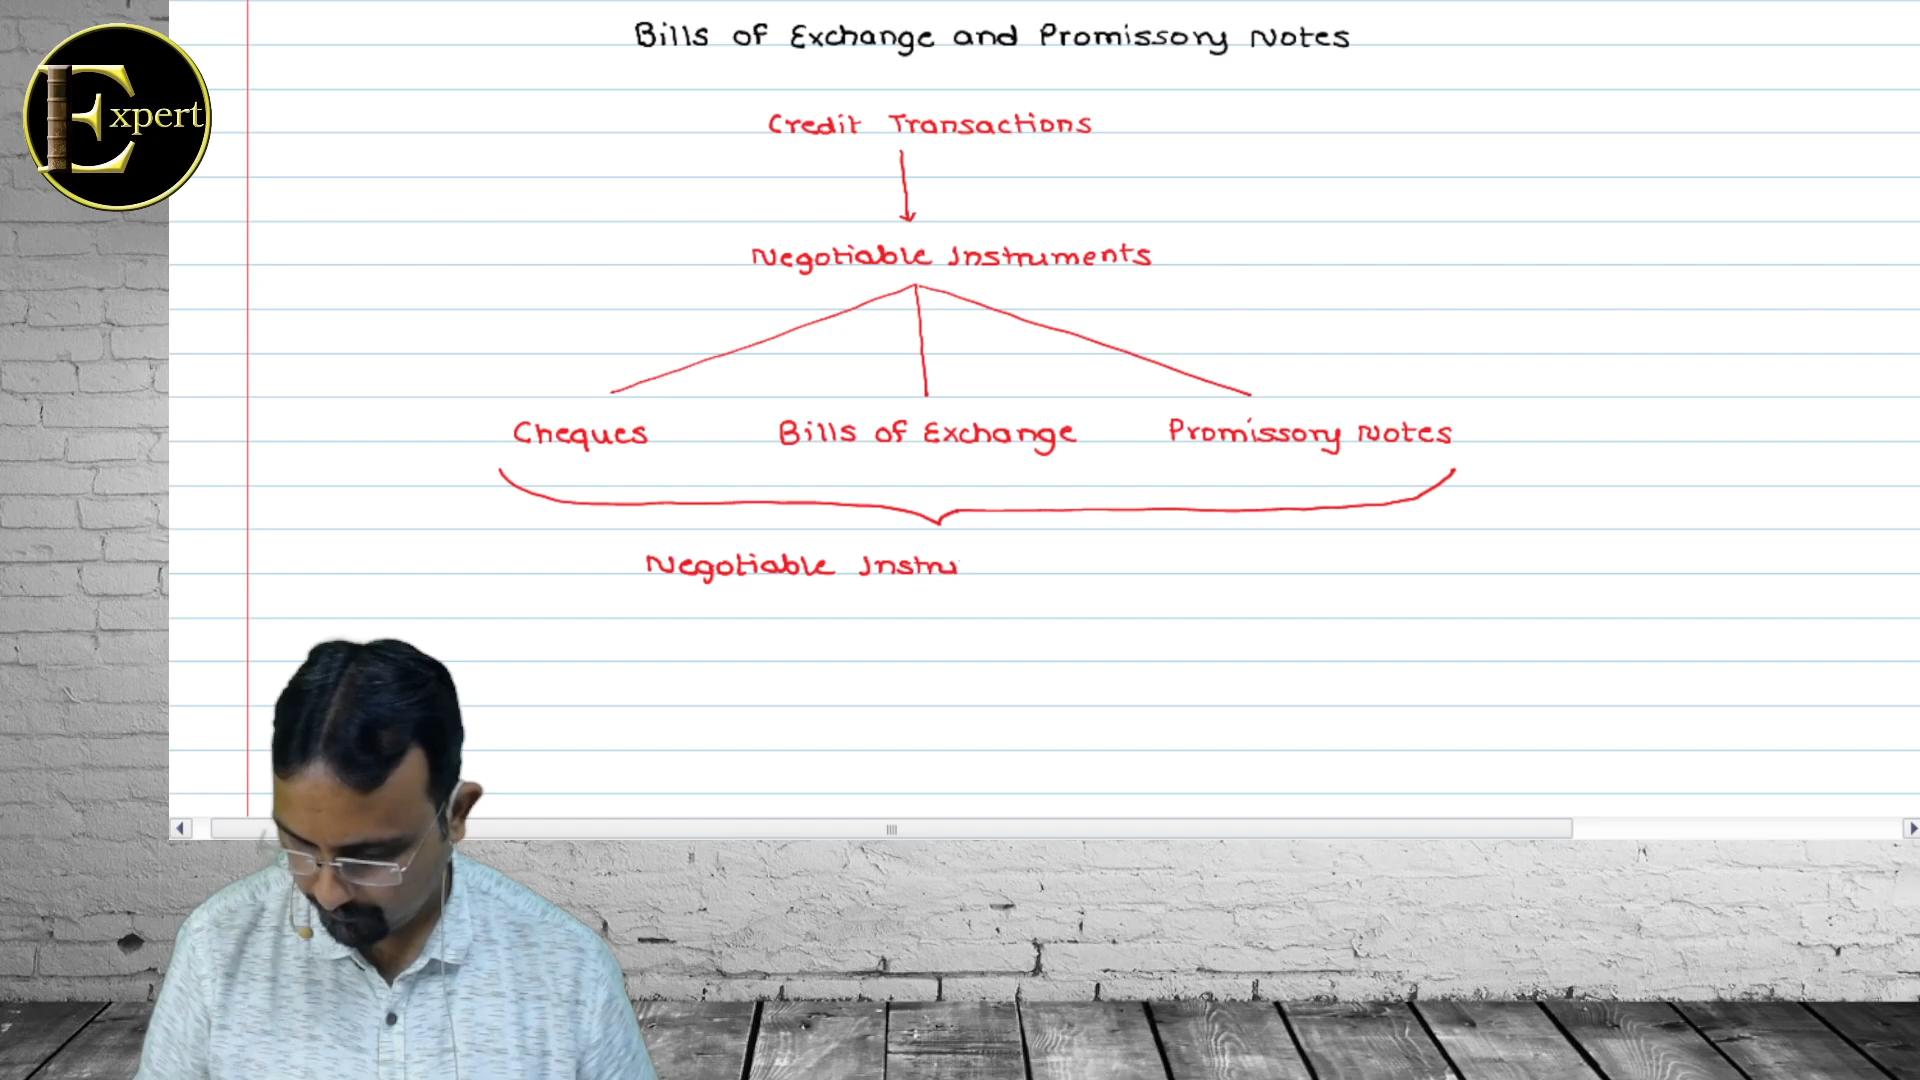 Expert
Bills of Exchange and Promissory Notes
Credit Transactions
Negotiable Instruments
Cheques Bills of Exchange Promissory Notes
Negotiable Instru